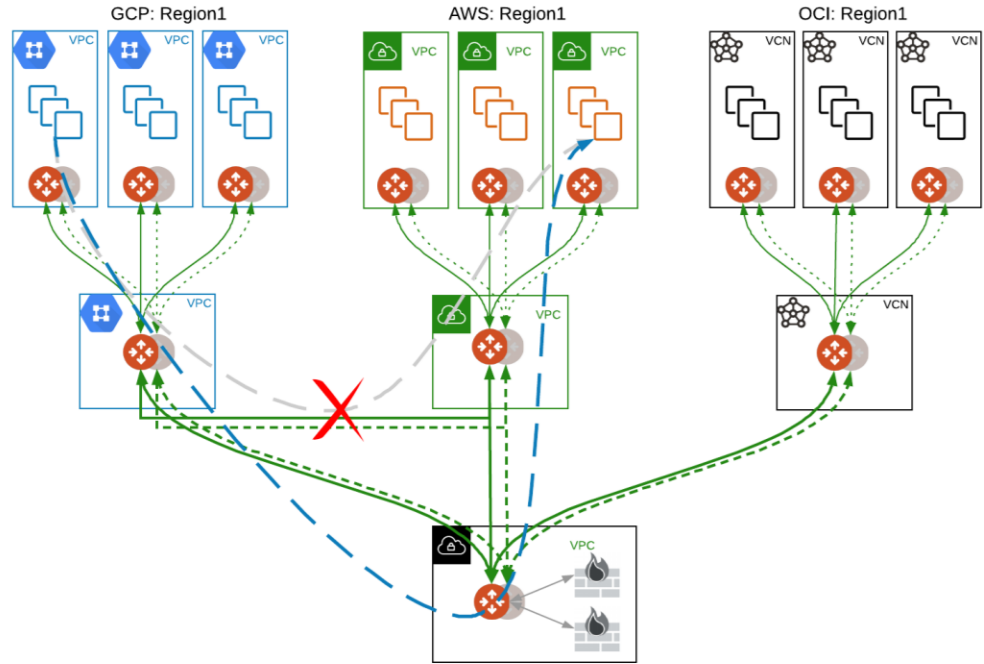 GCP: Region1
AWS: Region1
OCI: Region1
VPC
VPC
VPC
VPC
VPC
VPC
VCN
VCN
VCN
VPC
VPC
VCN
VPC